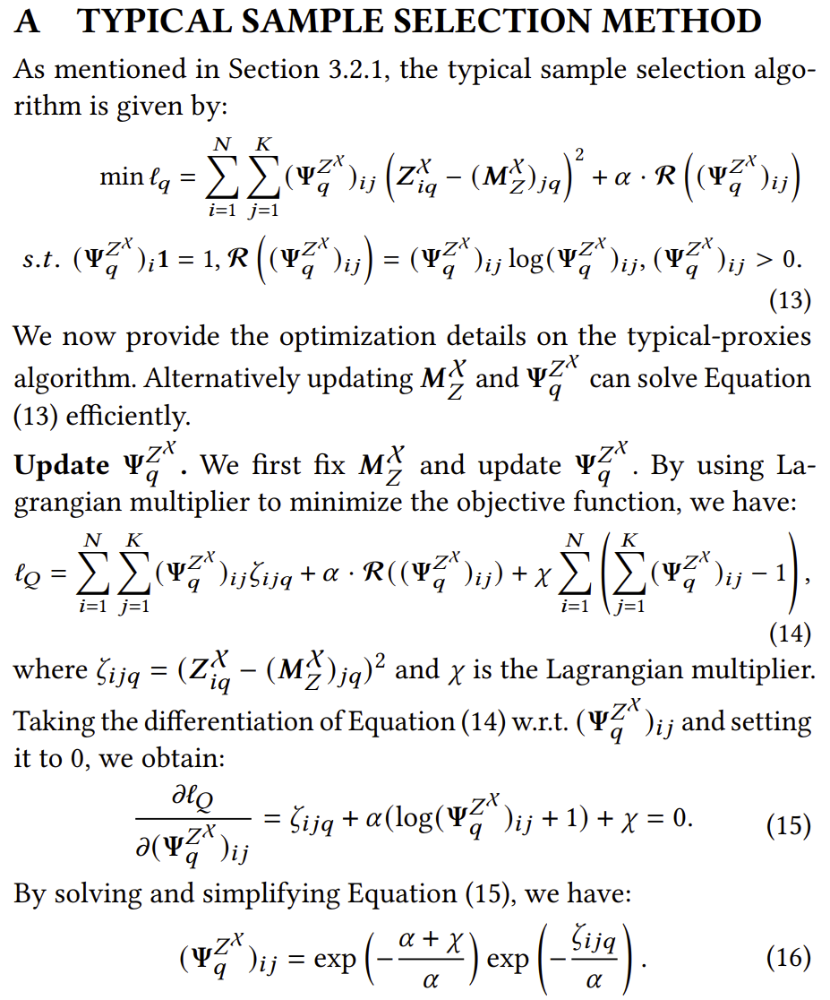 A TYPICAL SAMPLE SELECTION METHOD
As mentioned in Section 3.2.1, the typical sample selection algo-
rithm is given by:
$\min \ell_q = \sum_{i=1}^{N} \sum_{j=1}^{K} (\boldsymbol{\Psi}_q^{Z^X})_{ij} \left( \boldsymbol{Z}_{iq}^X - (\boldsymbol{M}_Z^X)_{jq} \right)^2 + \alpha \cdot \mathcal{R} \left( (\boldsymbol{\Psi}_q^{Z^X})_{ij} \right)$
$s.t. \ (\boldsymbol{\Psi}_q^{Z^X})_i \mathbf{1} = 1, \mathcal{R} \left( (\boldsymbol{\Psi}_q^{Z^X})_{ij} \right) = (\boldsymbol{\Psi}_q^{Z^X})_{ij} \log(\boldsymbol{\Psi}_q^{Z^X})_{ij}, (\boldsymbol{\Psi}_q^{Z^X})_{ij} > 0.$
(13)
We now provide the optimization details on the typical-proxies
algorithm. Alternatively updating $\boldsymbol{M}_Z^X$ and $\boldsymbol{\Psi}_q^{Z^X}$ can solve Equation
(13) efficiently.
Update $\boldsymbol{\Psi}_q^{Z^X}$. We first fix $\boldsymbol{M}_Z^X$ and update $\boldsymbol{\Psi}_q^{Z^X}$. By using La-
grangian multiplier to minimize the objective function, we have:
$\ell_Q = \sum_{i=1}^{N} \sum_{j=1}^{K} (\boldsymbol{\Psi}_q^{Z^X})_{ij} \zeta_{ijq} + \alpha \cdot \mathcal{R}((\boldsymbol{\Psi}_q^{Z^X})_{ij}) + \chi \sum_{i=1}^{N} \left( \sum_{j=1}^{K} (\boldsymbol{\Psi}_q^{Z^X})_{ij} - 1 \right),$
(14)
where $\zeta_{ijq} = (\boldsymbol{Z}_{iq}^X - (\boldsymbol{M}_Z^X)_{jq})^2$ and $\chi$ is the Lagrangian multiplier.
Taking the differentiation of Equation (14) w.r.t. $(\boldsymbol{\Psi}_q^{Z^X})_{ij}$ and setting
it to 0, we obtain:
$\frac{\partial \ell_Q}{\partial (\boldsymbol{\Psi}_q^{Z^X})_{ij}} = \zeta_{ijq} + \alpha(\log(\boldsymbol{\Psi}_q^{Z^X})_{ij} + 1) + \chi = 0.$ (15)
By solving and simplifying Equation (15), we have:
$(\boldsymbol{\Psi}_q^{Z^X})_{ij} = \exp \left( -\frac{\alpha + \chi}{\alpha} \right) \exp \left( -\frac{\zeta_{ijq}}{\alpha} \right).$ (16)